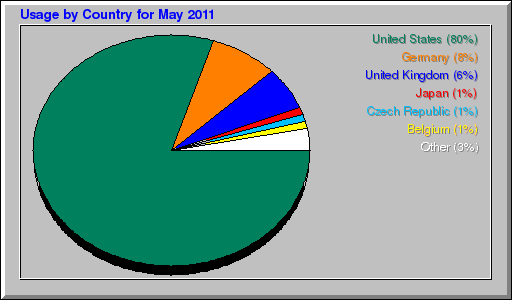 Usage by Country for May 2011
United States (80%)
Germany (8%)
United Kingdom (6%)
Japan (1%)
Czech Republic (1%)
Belgium (1%)
Other (3%)